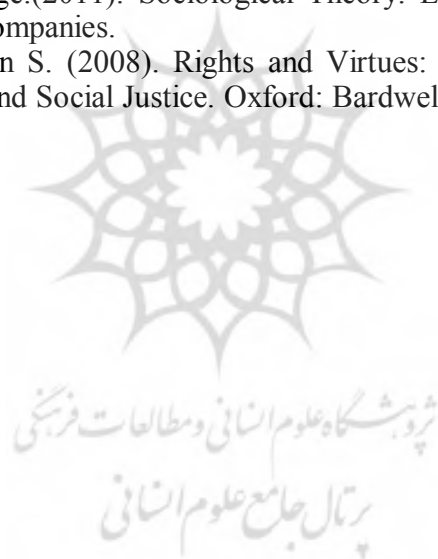 ge.(2011). Sociological Theory. E
ompanies.
n S. (2008). Rights and Virtues:
nd Social Justice. Oxford: Bardwel
پژوهشگاه علوم انسانی و مطالعات فرهنگی
پرتال جامع علوم انسانی